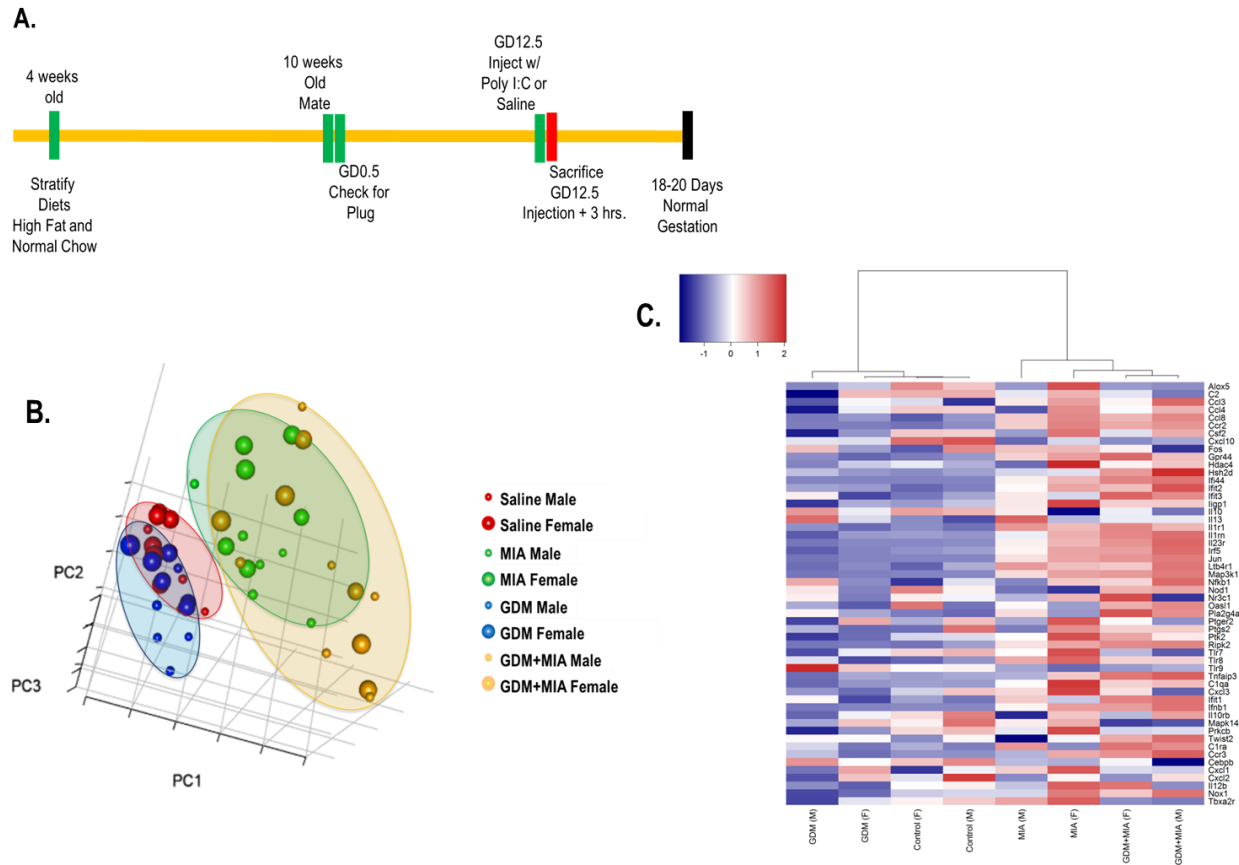 A.
4 weeks
old
Stratify
Diets
High Fat and
Normal Chow
10 weeks
Old
Mate
GD0.5
Check for
Plug
GD12.5
Inject w/
Poly I:C or
Saline
Sacrifice
GD12.5
Injection + 3 hrs.
18-20 Days
Normal
Gestation
B.
PC2
PC3
PC1
Saline Male
Saline Female
MIA Male
MIA Female
GDM Male
GDM Female
GDM+MIA Male
GDM+MIA Female
C.
-1 0 1 2
Alox5
C2
Ccl3
Ccl4
Ccl8
Ccr2
Csf2
Cxcl10
Fos
Gpr44
Hdac4
Hsh2d
Ifi44
Ifit2
Ifit3
Iigp1
Il10
Il13
Il1r1
Il1rn
Il23r
Irf5
Jun
Ltb4r1
Map3k1
Nfkb1
Nod1
Nr3c1
Oasl1
Pla2g4a
Ptger2
Ptgs2
Ptk2
Ripk2
Tlr7
Tlr8
Tlr9
Tnfaip3
C1qa
Cxcl3
Ifit1
Ifnb1
Il10rb
Mapk14
Prkcb
Twist2
C1ra
Ccr3
Cebpb
Cxcl1
Cxcl2
Il12b
Nox1
Tbxa2r
GDM (M)
GDM (F)
Control (F)
Control (M)
MIA (M)
MIA (F)
GDM+MIA (F)
GDM+MIA (M)